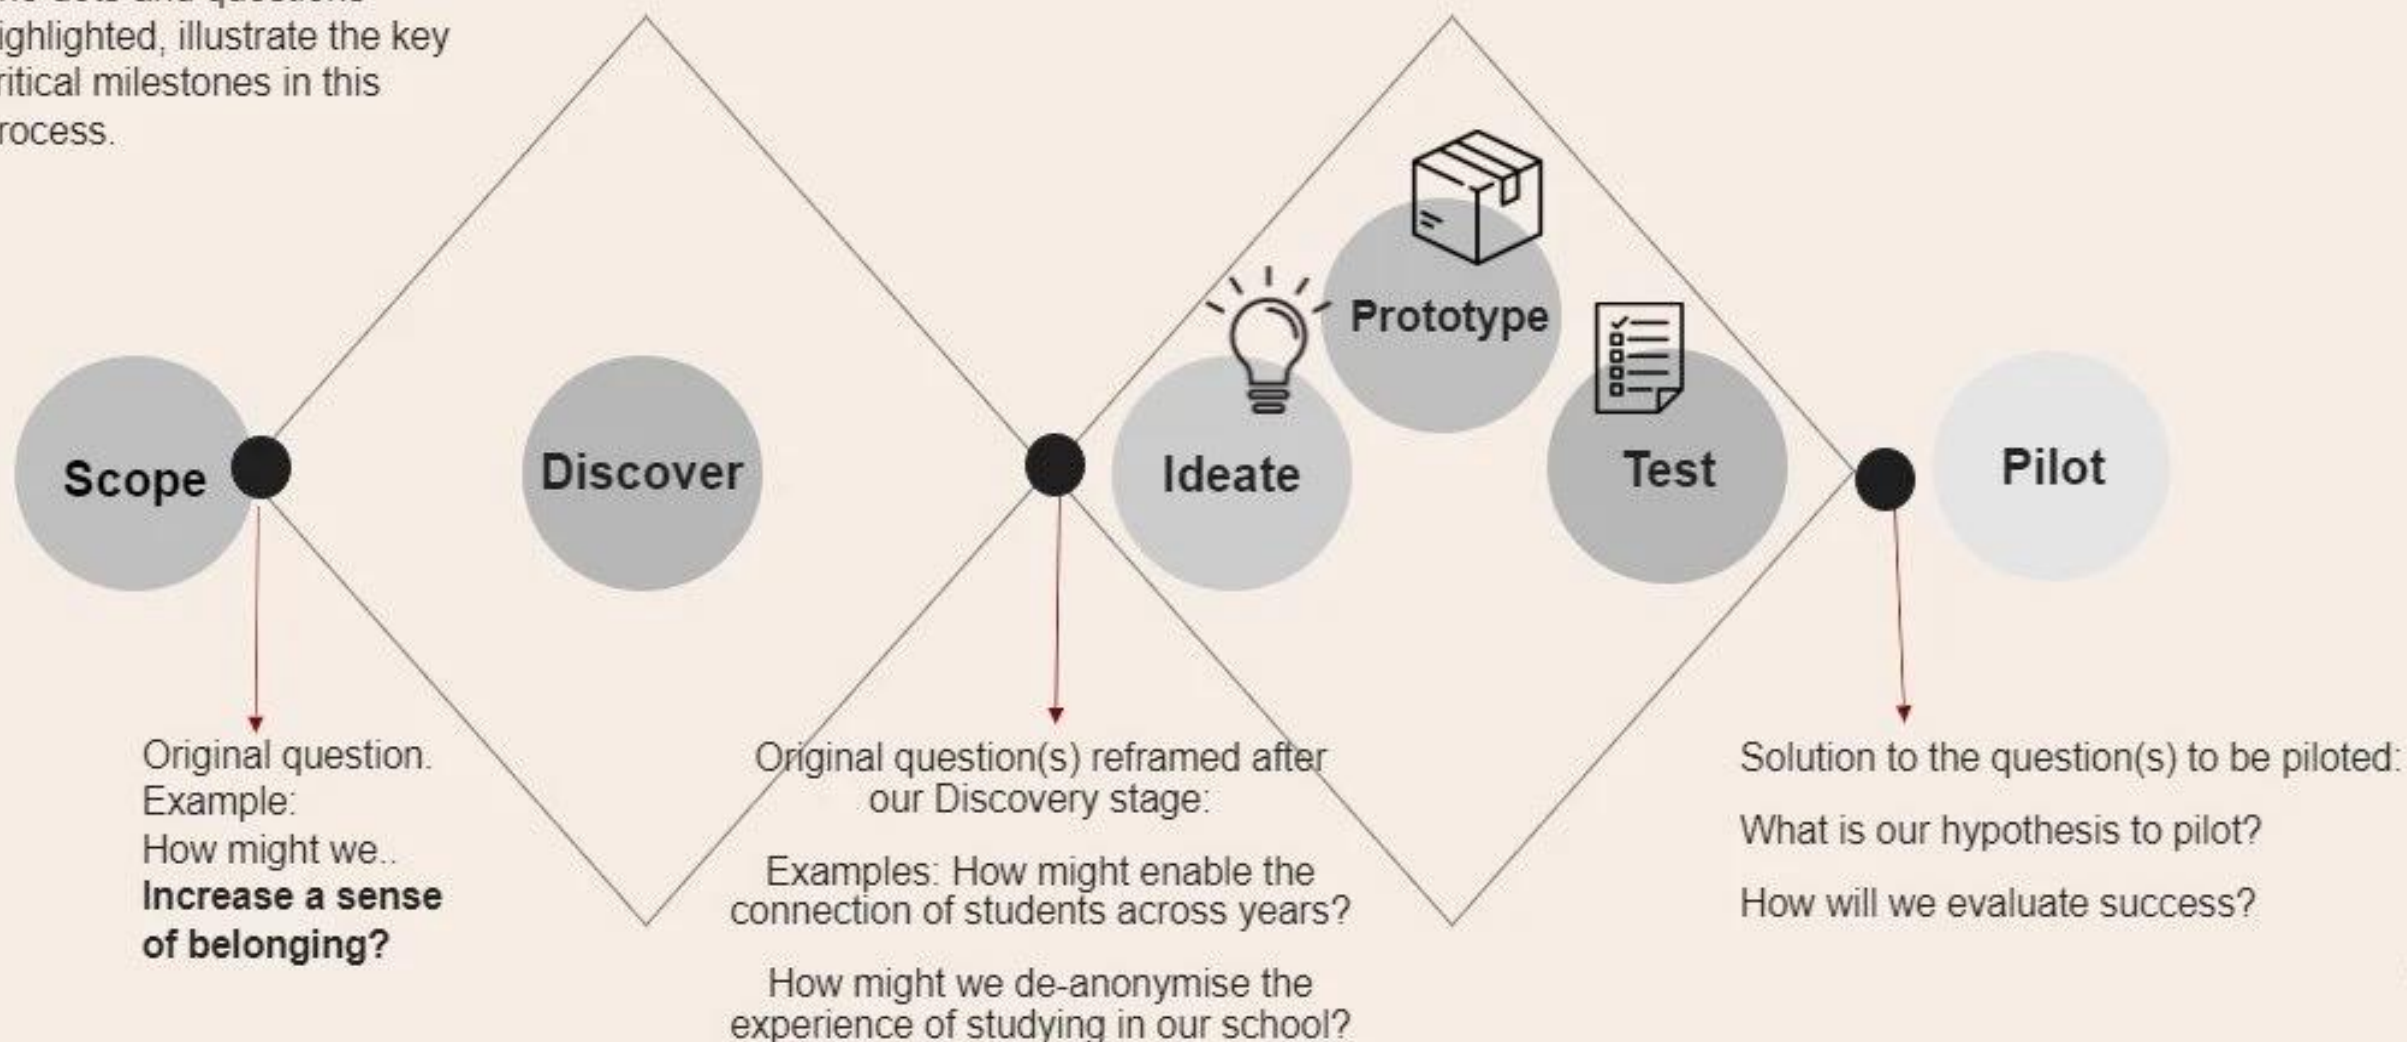 ighlighted, illustrate the key
ritical milestones in this
rocess.
Scope
Discover
Ideate
Prototype
Test
Pilot
Original question.
Example:
How might we..
Increase a sense
of belonging?
Original question(s) reframed after
our Discovery stage:
Examples: How might enable the
connection of students across years?
How might we de-anonymise the
experience of studying in our school?
Solution to the question(s) to be piloted:
What is our hypothesis to pilot?
How will we evaluate success?